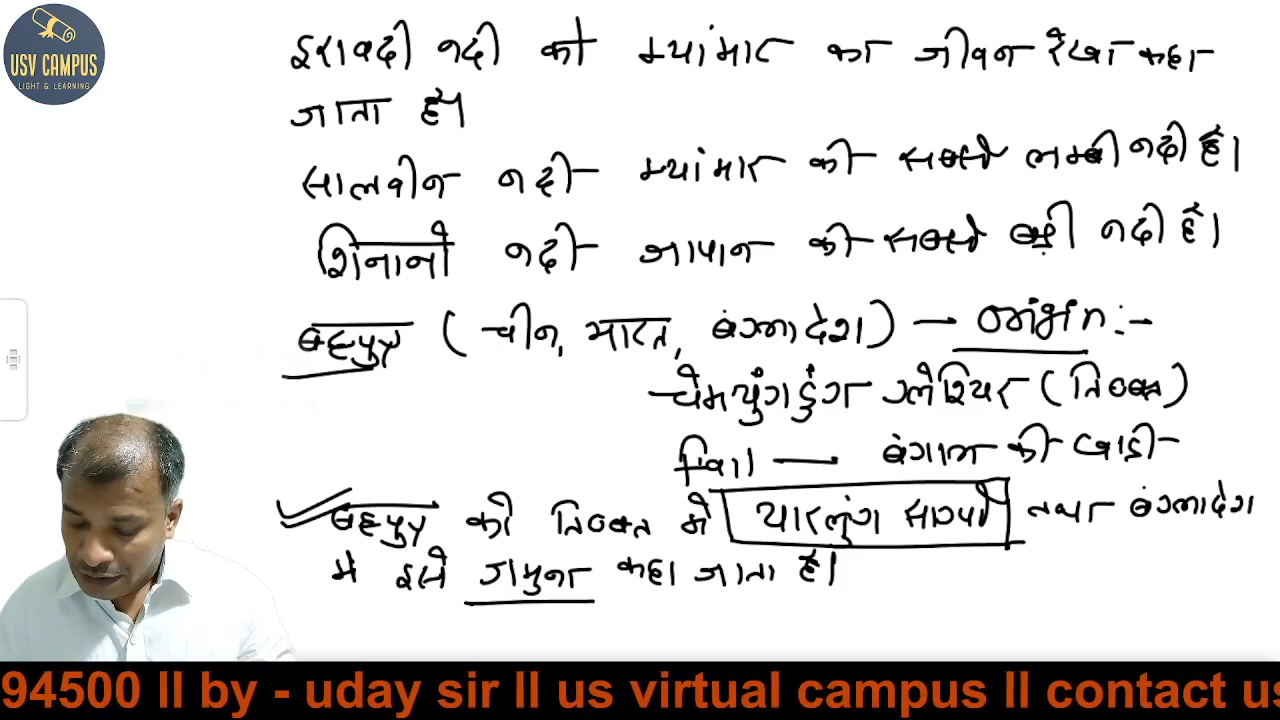 USV CAMPUS
LIGHT & LEARNING
इरावदी नदी को म्यांमार का जीवन रेखा कहा
जाता है।
सालवीन नदी म्यांमार की सबसे लम्बी नदी है।
शिनानो नदी जापान की सबसे बड़ी नदी है।
ब्रह्मपुत्र (चीन, भारत, बंग्लादेश) — origin :-
चेमयुंगडुंग ग्लेशियर (तिब्बत)
— बंगाल की खाड़ी
ब्रह्मपुत्र को तिब्बत में यारलुंग सांग्पो तथा बंग्लादेश
मे इसे जमुना कहा जाता है।
94500 ll by - uday sir ll us virtual campus ll contact us